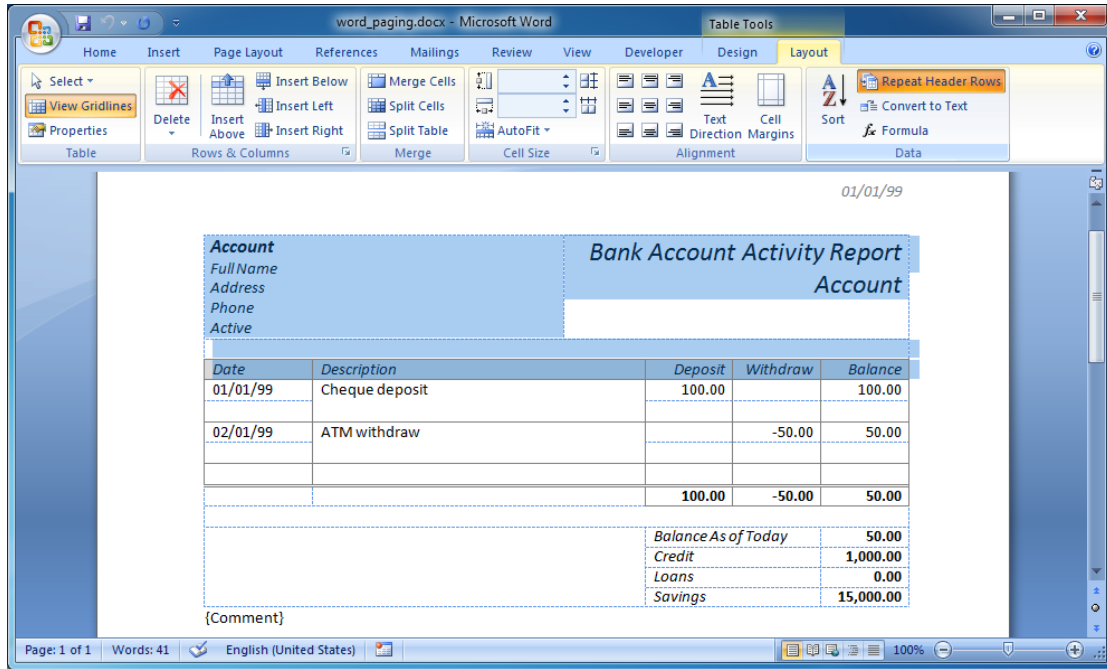 word_paging.docx - Microsoft Word Table Tools
Home Insert Page Layout References Mailings Review View Developer Design Layout
Select Insert Below Merge Cells Repeat Header Rows
View Gridlines Delete Insert Above Insert Left Split Cells Text Direction Cell Margins Sort Convert to Text
Properties Insert Right Split Table AutoFit Formula
Table Rows & Columns Merge Cell Size Alignment Data
01/01/99
Account Bank Account Activity Report
Full Name
Address Account
Phone
Active
Date Description Deposit Withdraw Balance
01/01/99 Cheque deposit 100.00 100.00
02/01/99 ATM withdraw -50.00 50.00
100.00 -50.00 50.00
Balance As of Today 50.00
Credit 1,000.00
Loans 0.00
Savings 15,000.00
{Comment}
Page: 1 of 1 Words: 41 English (United States) 100%